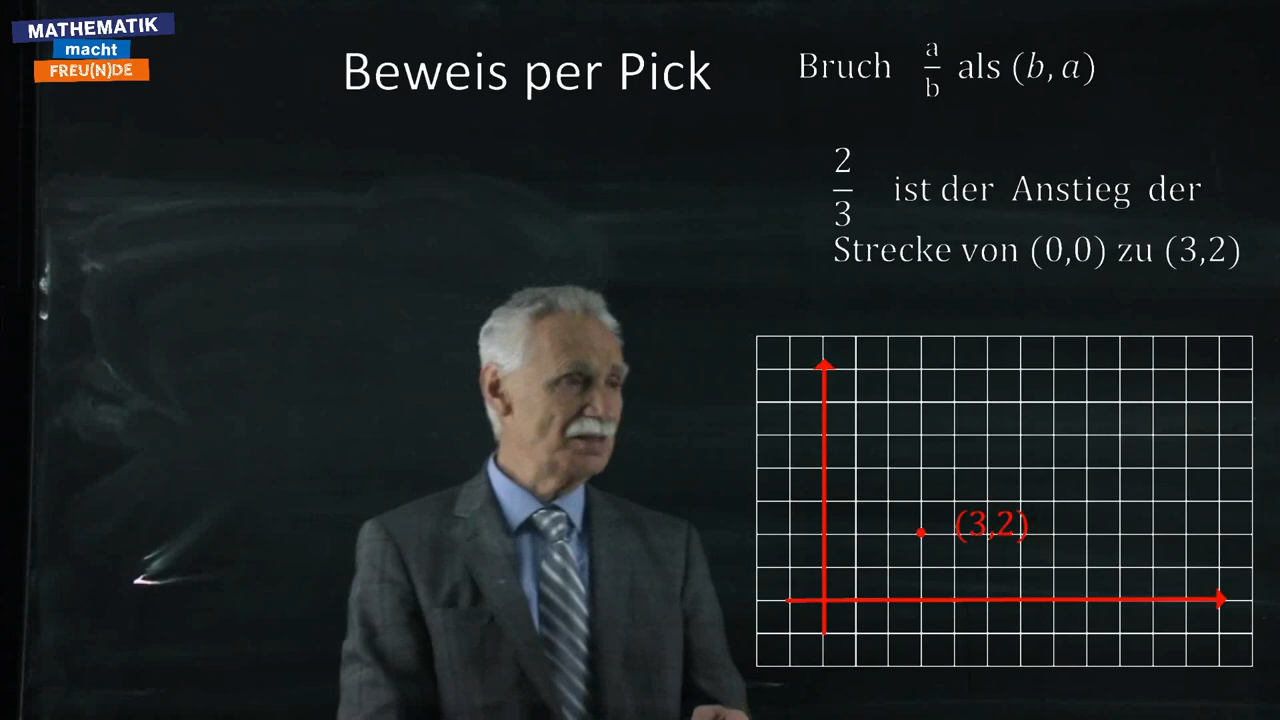 MATHEMATIK
macht
FREU(N)DE
Beweis per Pick
Bruch a/b als (b, a)
2/3 ist der Anstieg der
Strecke von (0,0) zu (3,2)
(3,2)